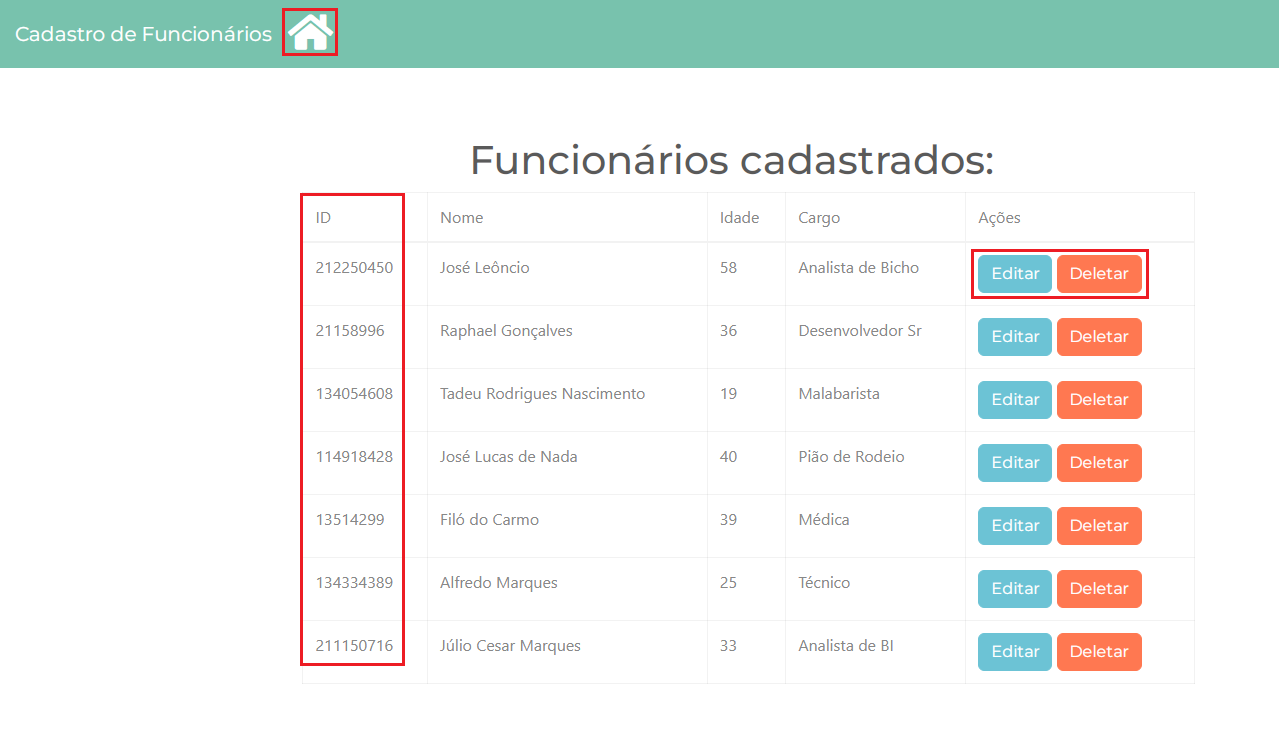 Cadastro de Funcionários
Funcionários cadastrados:
ID Nome Idade Cargo Ações
212250450 José Leôncio 58 Analista de Bicho Editar Deletar
21158996 Raphael Gonçalves 36 Desenvolvedor Sr Editar Deletar
134054608 Tadeu Rodrigues Nascimento 19 Malabarista Editar Deletar
114918428 José Lucas de Nada 40 Pião de Rodeio Editar Deletar
13514299 Filó do Carmo 39 Médica Editar Deletar
134334389 Alfredo Marques 25 Técnico Editar Deletar
211150716 Júlio Cesar Marques 33 Analista de BI Editar Deletar